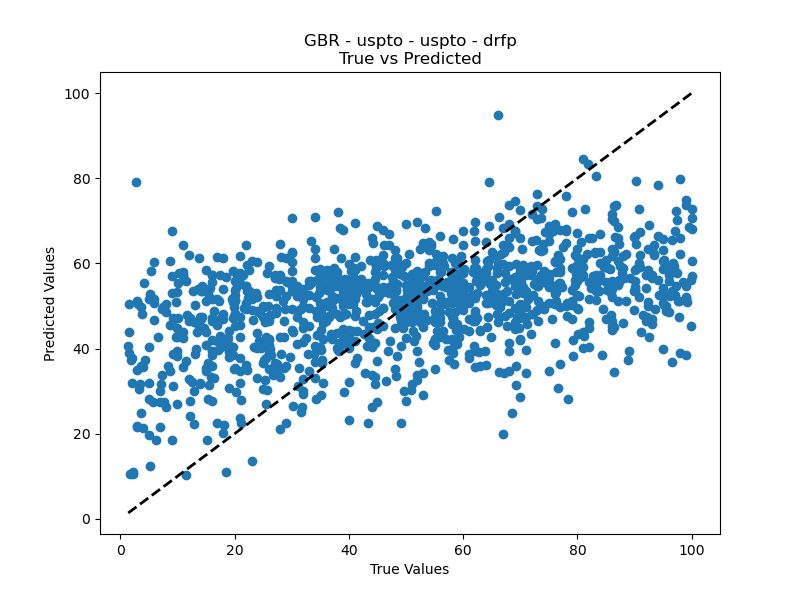 GBR - uspto - uspto - drfp
True vs Predicted
100
80
60
40
20
0
Predicted Values
0 20 40 60 80 100
True Values